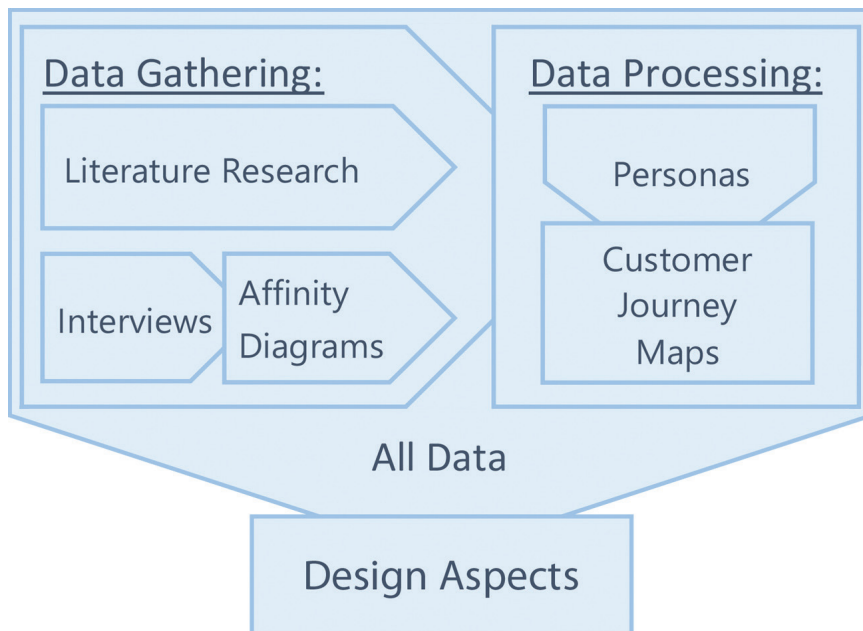 Data Gathering:
Literature Research
Interviews
Affinity
Diagrams
Data Processing:
Personas
Customer
Journey
Maps
All Data
Design Aspects